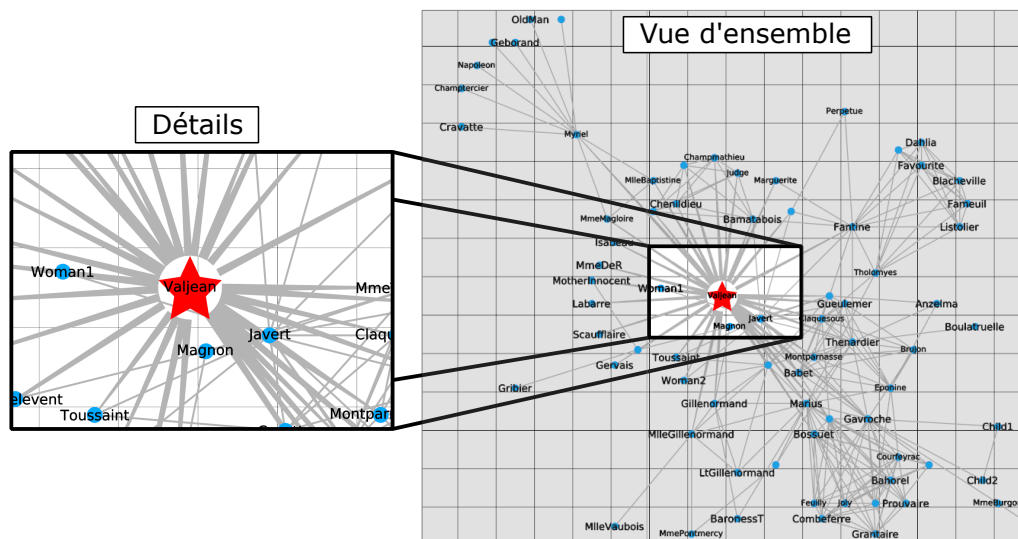 Détails
Woman1
Valjean
Mme
Javert
Claqu
Magnon
elevent
Toussaint
Montparn
Vue d'ensemble
OldMan
Geborand
Napoleon
Champtercier
Cravatte
Myriel
Perpetue
Dahlia
Favourite
Champmathieu
Judge
MlleBaptistine
Marguerite
Blacheville
Chenildieu
Fameuil
MmeMagloire
Bamatabois
Fantine
Listolier
Isabeau
MmeDeR
Tholomyes
MotherInnocent
Woman1
Valjean
Labarre
Gueulemer
Anzelma
Claquesous
Javert
Magnon
Boulatruelle
Scaufflaire
Thenardier
Brujon
Toussaint
Montparnasse
Gervais
Babet
Woman2
Gribier
Eponine
Gillenormand
Marius
Gavroche
Child1
MlleGillenormand
Bossuet
Courfeyrac
LtGillenormand
Bahorel
Child2
Feuilly
Joly
Prouvaire
MmeBurgon
BaronessT
Combeferre
MlleVaubois
MmePontmercy
Grantaire